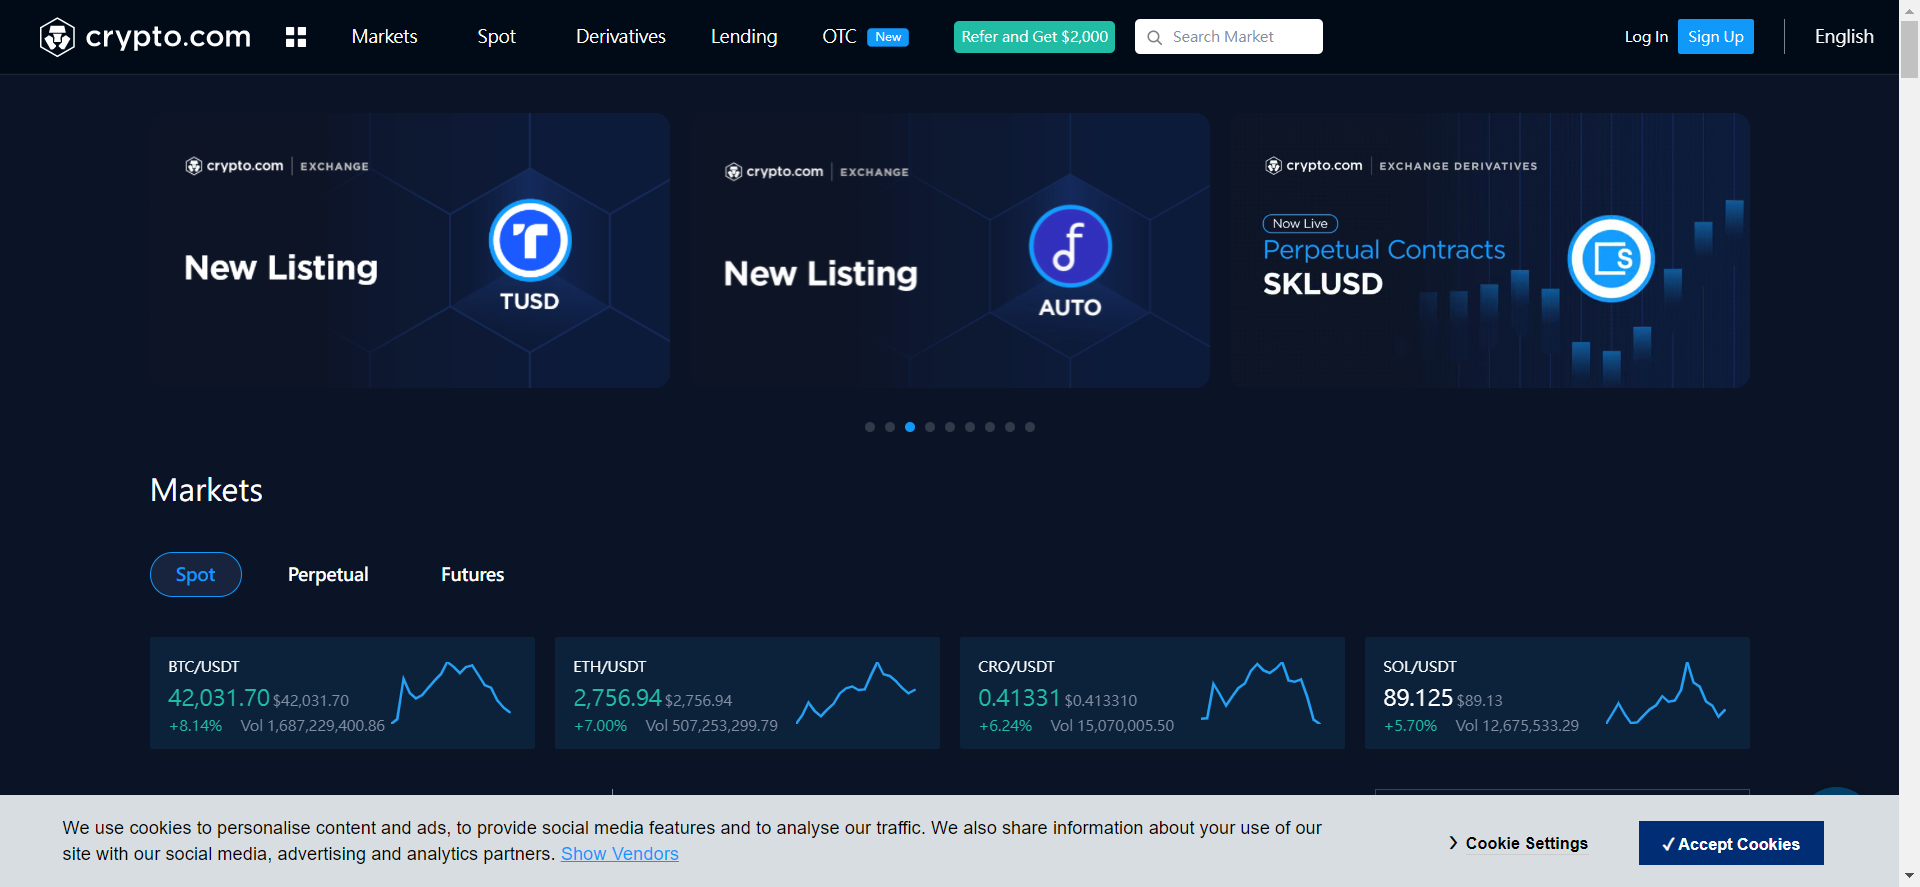 crypto.com
Markets
Spot
Derivatives
Lending
OTC New
Refer and Get $2,000
Search Market
Log In
Sign Up
English
crypto.com | EXCHANGE
New Listing
TUSD
crypto.com | EXCHANGE
New Listing
AUTO
crypto.com | EXCHANGE DERIVATIVES
Now Live
Perpetual Contracts
SKLUSD
Markets
Spot
Perpetual
Futures
BTC/USDT
42,031.70 $42,031.70
+8.14% Vol 1,687,229,400.86
ETH/USDT
2,756.94 $2,756.94
+7.00% Vol 507,253,299.79
CRO/USDT
0.41331 $0.413310
+6.24% Vol 15,070,005.50
SOL/USDT
89.125 $89.13
+5.70% Vol 12,675,533.29
We use cookies to personalise content and ads, to provide social media features and to analyse our traffic. We also share information about your use of our
site with our social media, advertising and analytics partners. Show Vendors
Cookie Settings
✓ Accept Cookies